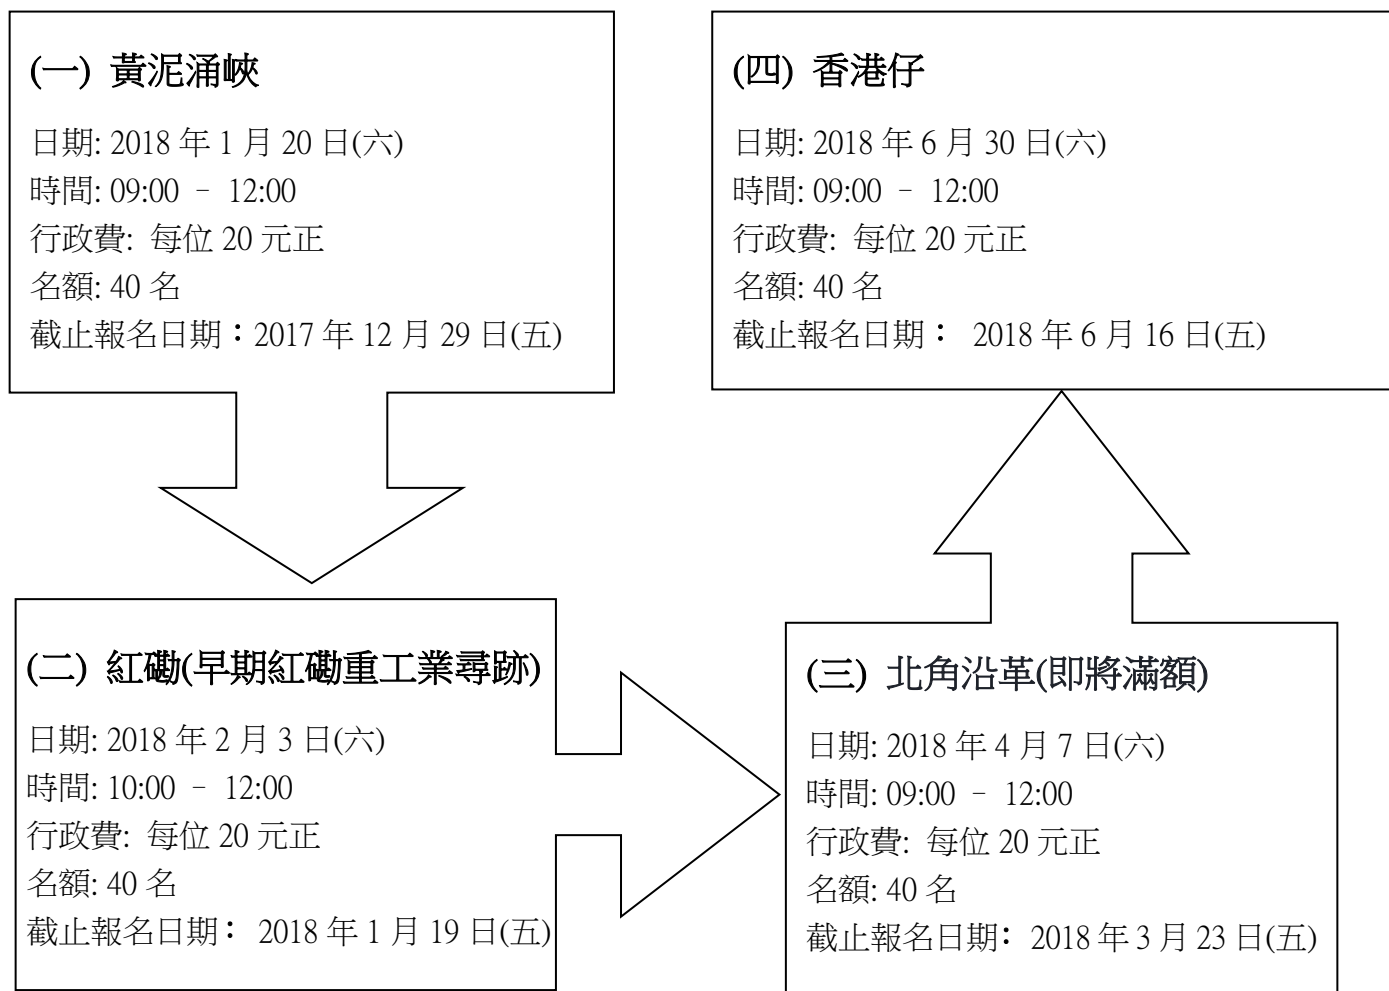 (一) 黃泥涌峽
日期: 2018 年 1 月 20 日(六)
時間: 09:00 – 12:00
行政費: 每位 20 元正
名額: 40 名
截止報名日期：2017 年 12 月 29 日(五)
(二) 紅磡(早期紅磡重工業尋跡)
日期: 2018 年 2 月 3 日(六)
時間: 10:00 – 12:00
行政費: 每位 20 元正
名額: 40 名
截止報名日期： 2018 年 1 月 19 日(五)
(三) 北角沿革(即將滿額)
日期: 2018 年 4 月 7 日(六)
時間: 09:00 – 12:00
行政費: 每位 20 元正
名額: 40 名
截止報名日期： 2018 年 3 月 23 日(五)
(四) 香港仔
日期: 2018 年 6 月 30 日(六)
時間: 09:00 – 12:00
行政費: 每位 20 元正
名額: 40 名
截止報名日期： 2018 年 6 月 16 日(五)